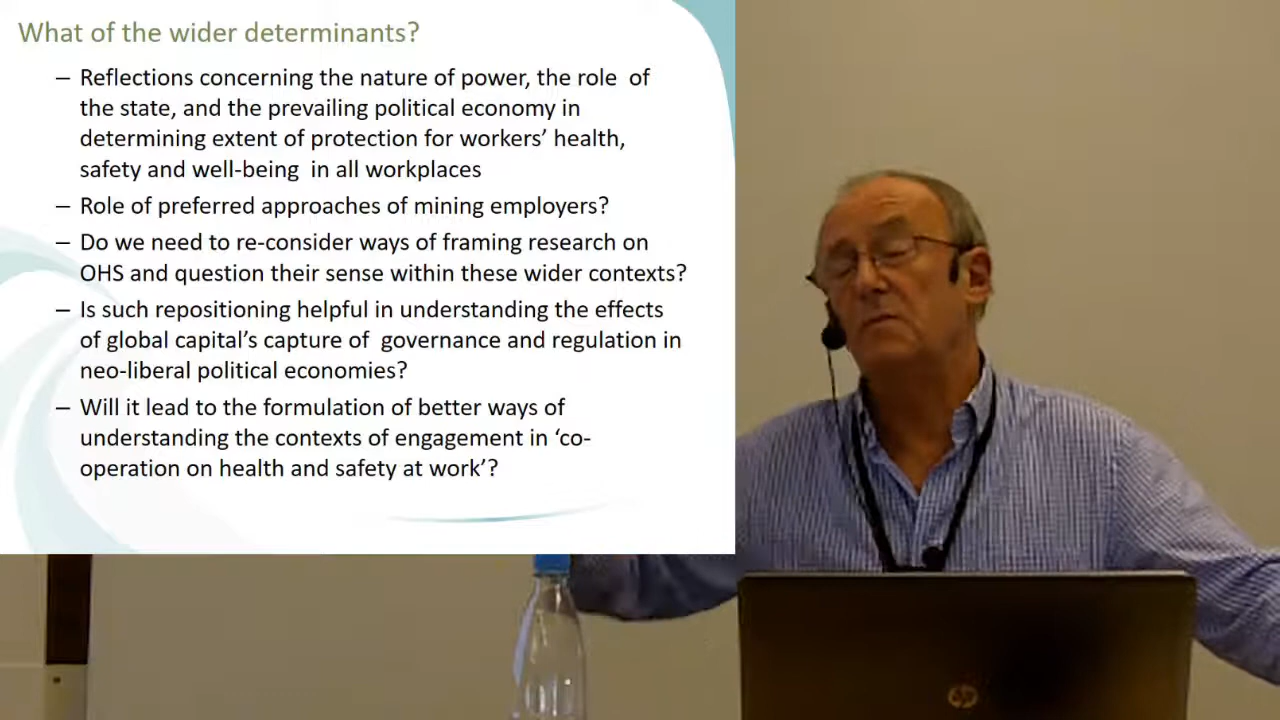 What of the wider determinants?
– Reflections concerning the nature of power, the role of
the state, and the prevailing political economy in
determining extent of protection for workers’ health,
safety and well-being in all workplaces
– Role of preferred approaches of mining employers?
– Do we need to re-consider ways of framing research on
OHS and question their sense within these wider contexts?
– Is such repositioning helpful in understanding the effects
of global capital’s capture of governance and regulation in
neo-liberal political economies?
– Will it lead to the formulation of better ways of
understanding the contexts of engagement in ‘co-
operation on health and safety at work’?
hp